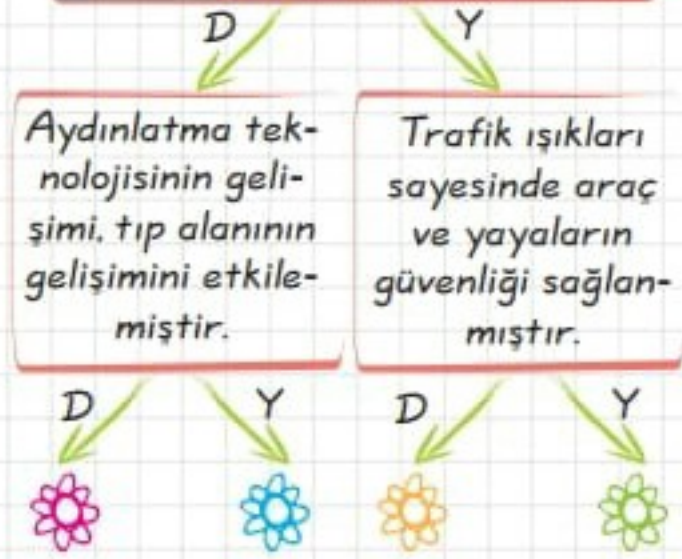 D Y
Aydınlatma tek-
nolojisinin geli-
şimi, tıp alanının
gelişimini etkile-
miştir.
Trafik ışıkları
sayesinde araç
ve yayaların
güvenliği sağlan-
mıştır.
D Y D Y